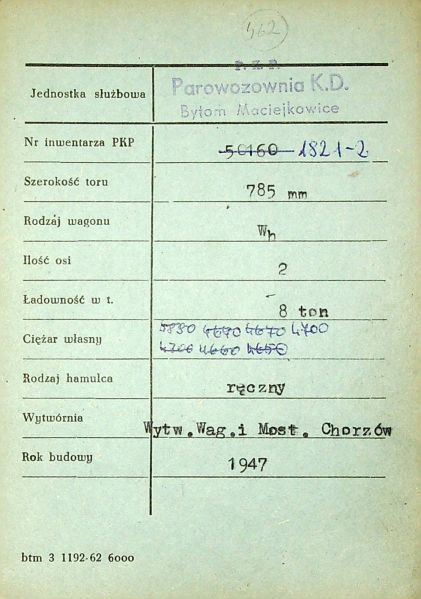 462
P. K. P.
Jednostka służbowa Parowozownia K.D.
Bytom Maciejkowice
Nr inwentarza PKP 50160 1821-2
Szerokość toru 785 mm
Rodzaj wagonu Wh
Ilość osi 2
Ładowność w t. 8 ton
4700
Ciężar własny
Rodzaj hamulca ręczny
Wytwórnia Wytw.Wag.i Most. Chorzów
Rok budowy 1947
btm 3 1192-62 6000